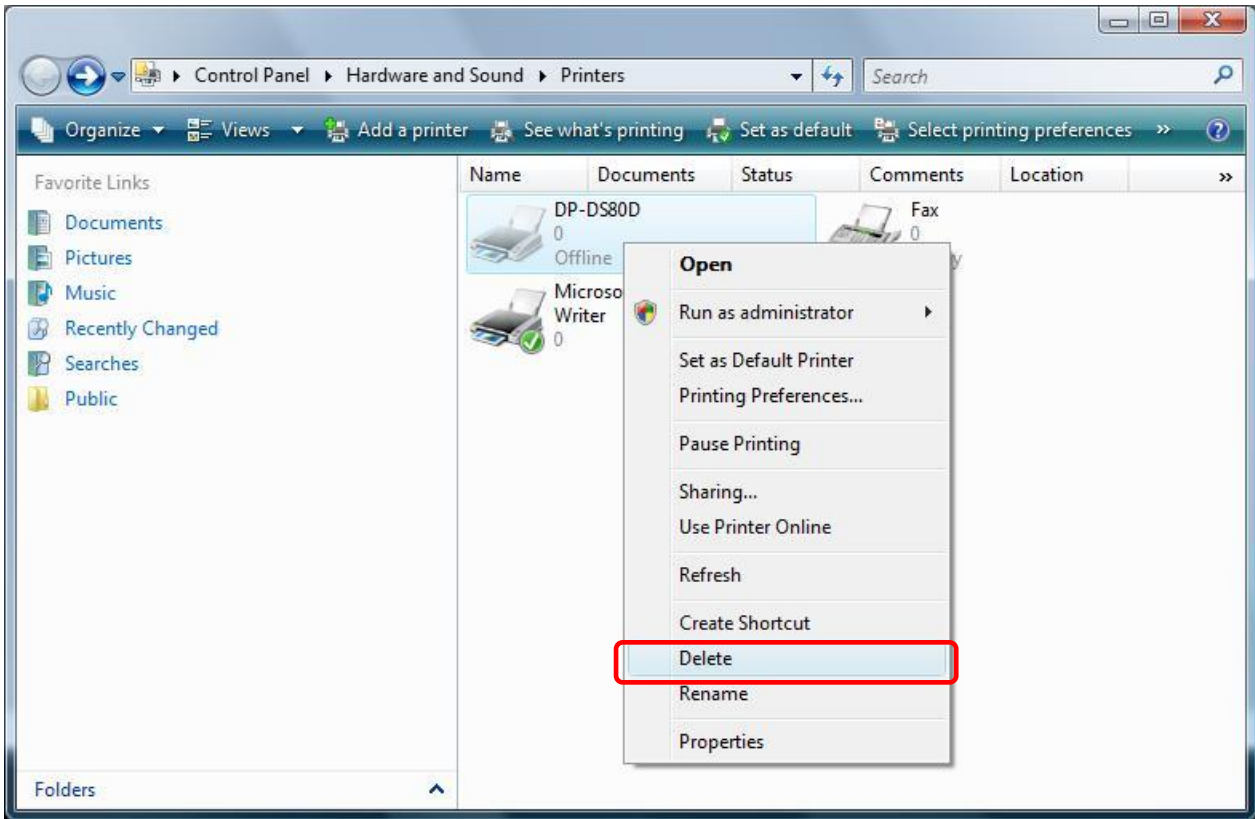 Control Panel ▸ Hardware and Sound ▸ Printers
Search
Organize Views Add a printer See what's printing Set as default Select printing preferences »
Favorite Links
Documents
Pictures
Music
Recently Changed
Searches
Public
Folders
Name Documents Status Comments Location »
DP-DS80D
0
Offline
Fax
0
Microso
Writer
0
Open
Run as administrator
Set as Default Printer
Printing Preferences...
Pause Printing
Sharing...
Use Printer Online
Refresh
Create Shortcut
Delete
Rename
Properties